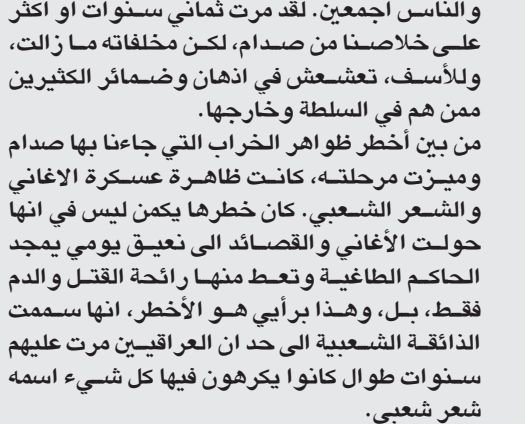 والناس اجمعين. لقد مرت ثماني سنوات او اكثر
على خلاصنا من صدام، لكن مخلفاته ما زالت،
وللأسف، تعشعش في اذهان وضمائر الكثيرين
ممن هم في السلطة وخارجها.
من بين أخطر ظواهر الخراب التي جاءنا بها صدام
وميزت مرحلته، كانت ظاهرة عسكرة الاغاني
والشعر الشعبي. كان خطرها يكمن ليس في انها
حولت الأغاني والقصائد الى نعيق يومي يمجد
الحاكم الطاغية وتعط منها رائحة القتل والدم
فقط، بل، وهذا برأيي هو الأخطر، انها سممت
الذائقة الشعبية الى حد ان العراقيين مرت عليهم
سنوات طوال كانوا يكرهون فيها كل شيء اسمه
شعر شعبي.